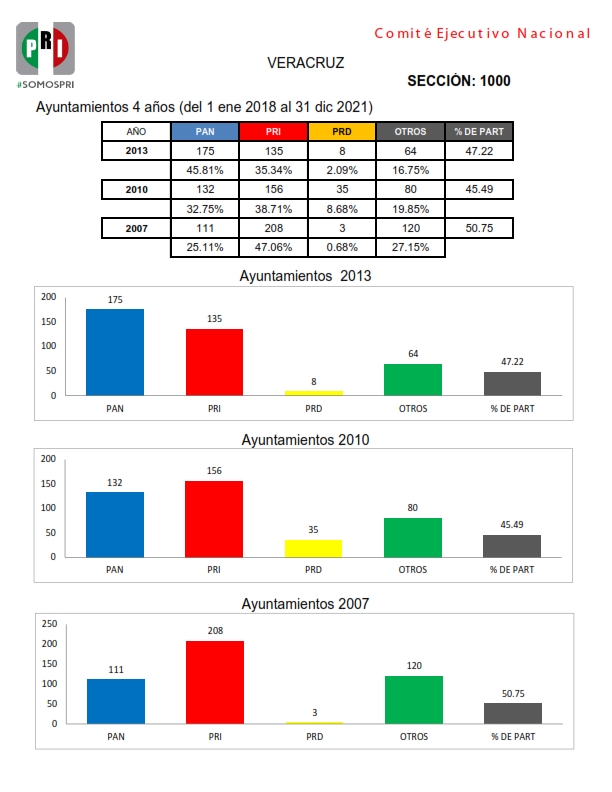 Comité Ejecutivo Nacional
PRI
#SOMOSPRI
VERACRUZ
SECCIÓN: 1000
Ayuntamientos 4 años (del 1 ene 2018 al 31 dic 2021)
AÑO PAN PRI PRD OTROS % DE PART
2013 175 135 8 64 47.22
45.81% 35.34% 2.09% 16.75%
2010 132 156 35 80 45.49
32.75% 38.71% 8.68% 19.85%
2007 111 208 3 120 50.75
25.11% 47.06% 0.68% 27.15%
Ayuntamientos 2013
200
150
100
50
0
175 135 8 64 47.22
PAN PRI PRD OTROS % DE PART
Ayuntamientos 2010
200
150
100
50
0
132 156 35 80 45.49
PAN PRI PRD OTROS % DE PART
Ayuntamientos 2007
250
200
150
100
50
0
111 208 3 120 50.75
PAN PRI PRD OTROS % DE PART